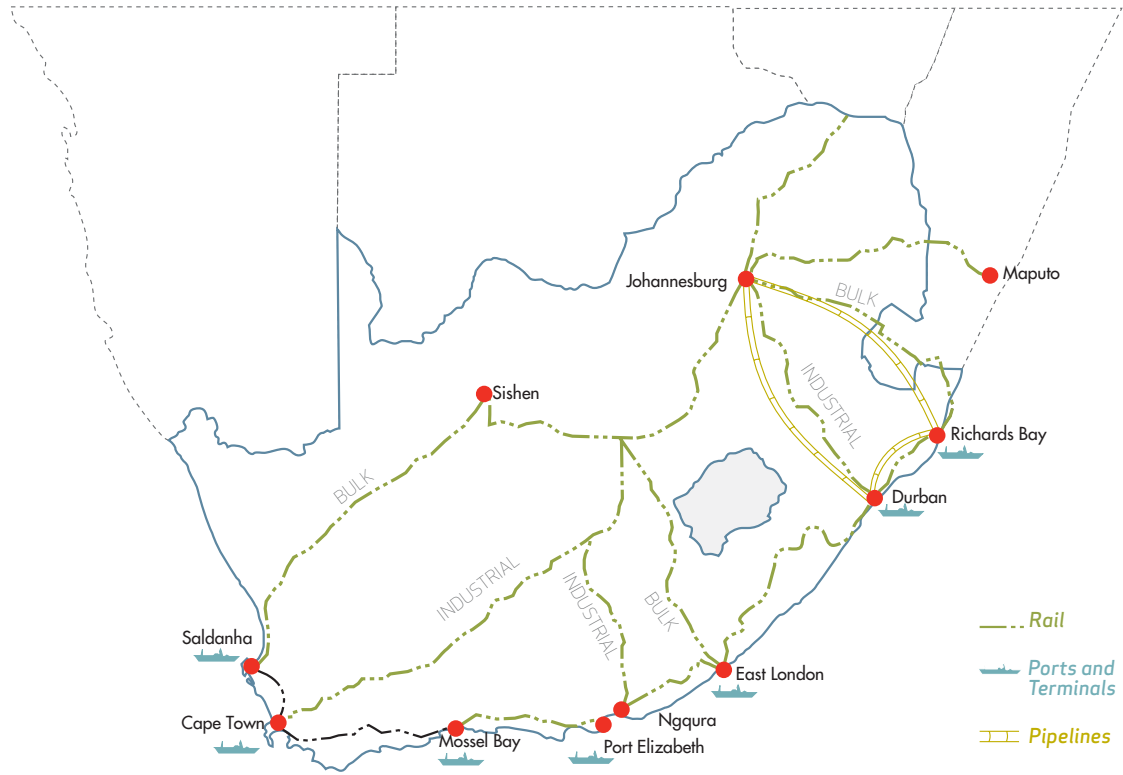 Johannesburg
Maputo
BULK
INDUSTRIAL
Sishen
Richards Bay
BULK
Durban
INDUSTRIAL
INDUSTRIAL
BULK
Saldanha
East London
Cape Town
Mossel Bay
Ngqura
Port Elizabeth
Rail
Ports and
Terminals
Pipelines